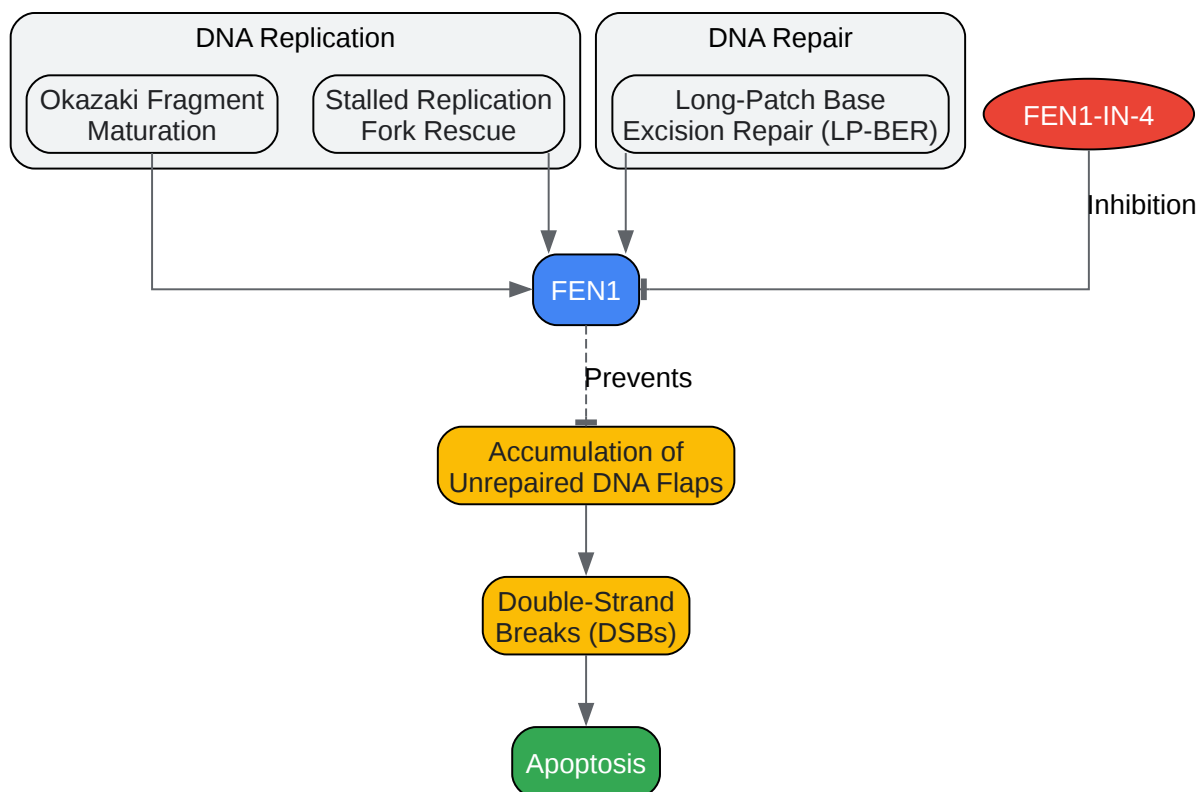 DNA Replication
Okazaki Fragment
Maturation
Stalled Replication
Fork Rescue
DNA Repair
Long-Patch Base
Excision Repair (LP-BER)
FEN1-IN-4
Inhibition
FEN1
Prevents
Accumulation of
Unrepaired DNA Flaps
Double-Strand
Breaks (DSBs)
Apoptosis